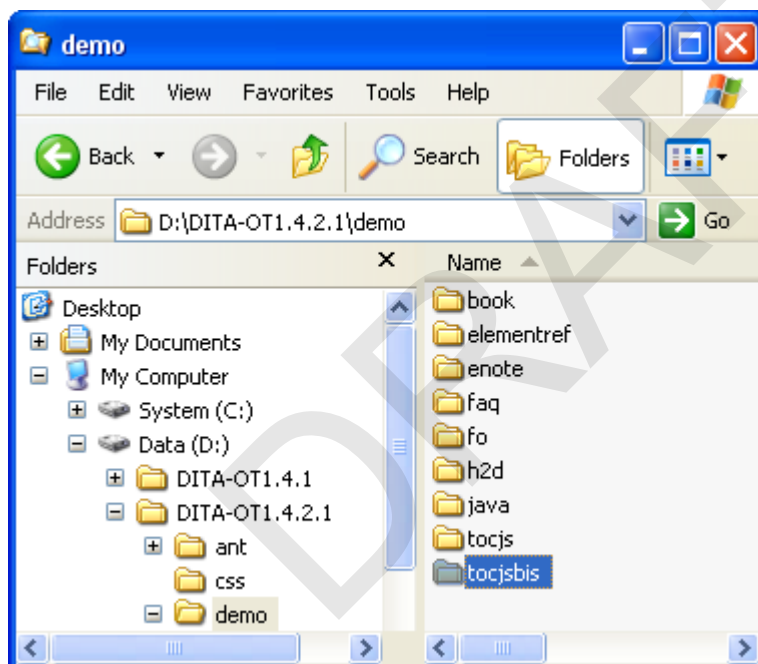 demo
File Edit View Favorites Tools Help
Back Search Folders
Address D:\DITA-OT1.4.2.1\demo Go
Folders
Desktop
My Documents
My Computer
System (C:)
Data (D:)
DITA-OT1.4.1
DITA-OT1.4.2.1
ant
css
demo
Name
book
elementref
enote
faq
fo
h2d
java
tocjs
tocjsbis
DRAF